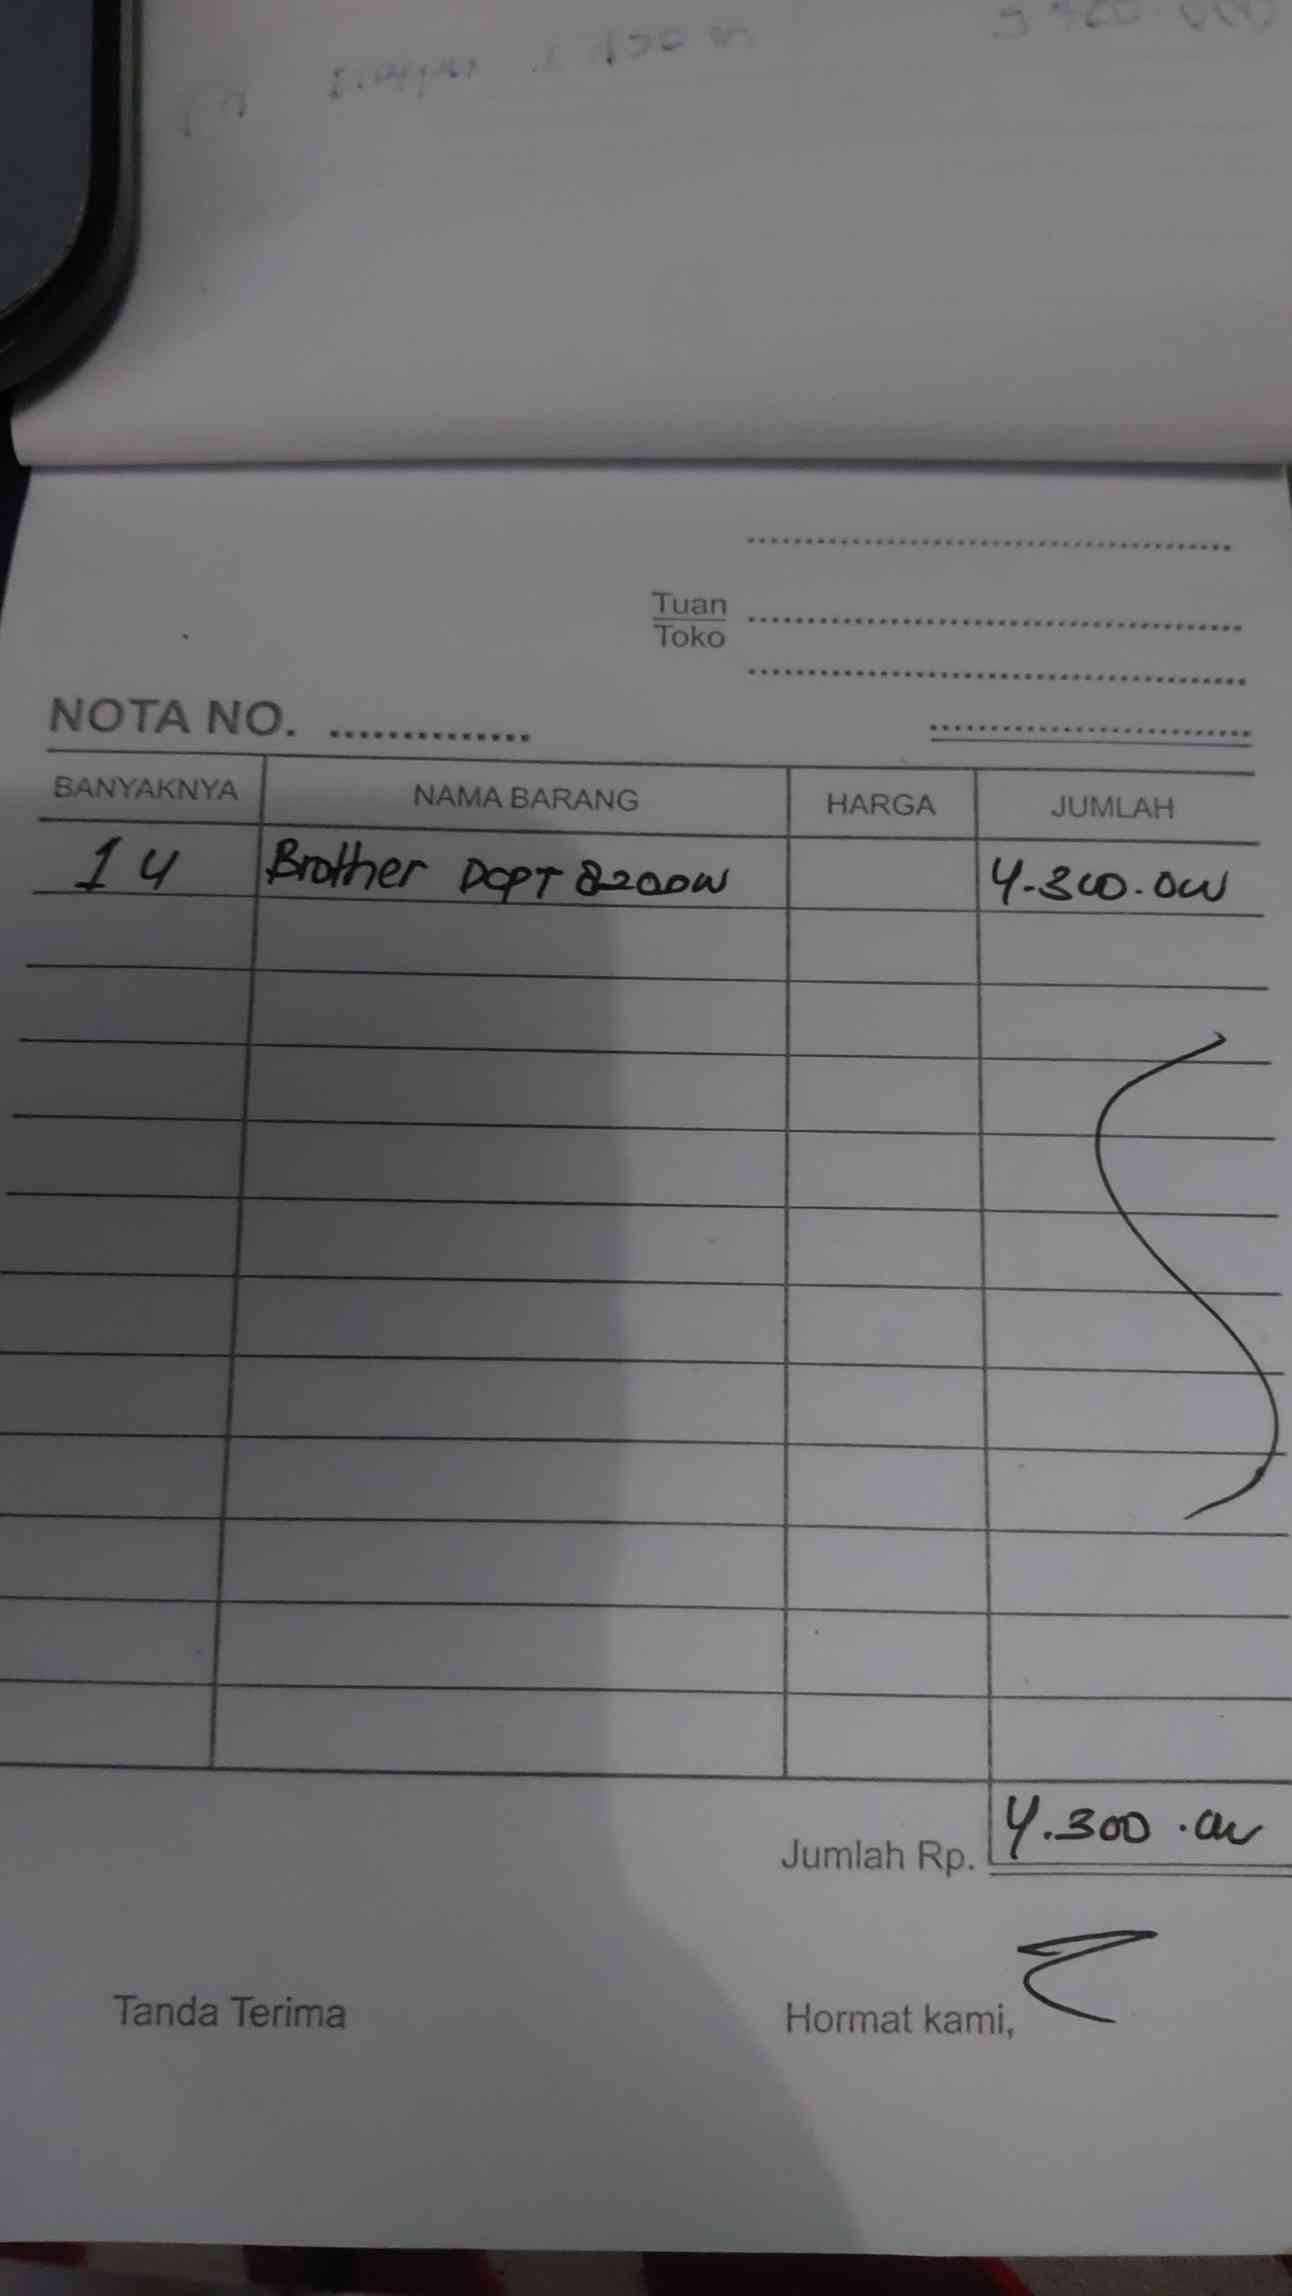 Tuan
Toko
NOTA NO. ..............
BANYAKNYA NAMA BARANG HARGA JUMLAH
1 U Brother DCPT 8200W 4.300.000
Jumlah Rp. 4.300.000
Tanda Terima Hormat kami,